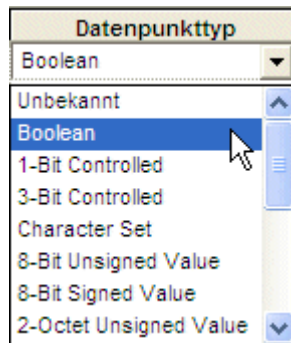 Datenpunkttyp
Boolean
Unbekannt
Boolean
1-Bit Controlled
3-Bit Controlled
Character Set
8-Bit Unsigned Value
8-Bit Signed Value
2-Octet Unsigned Value